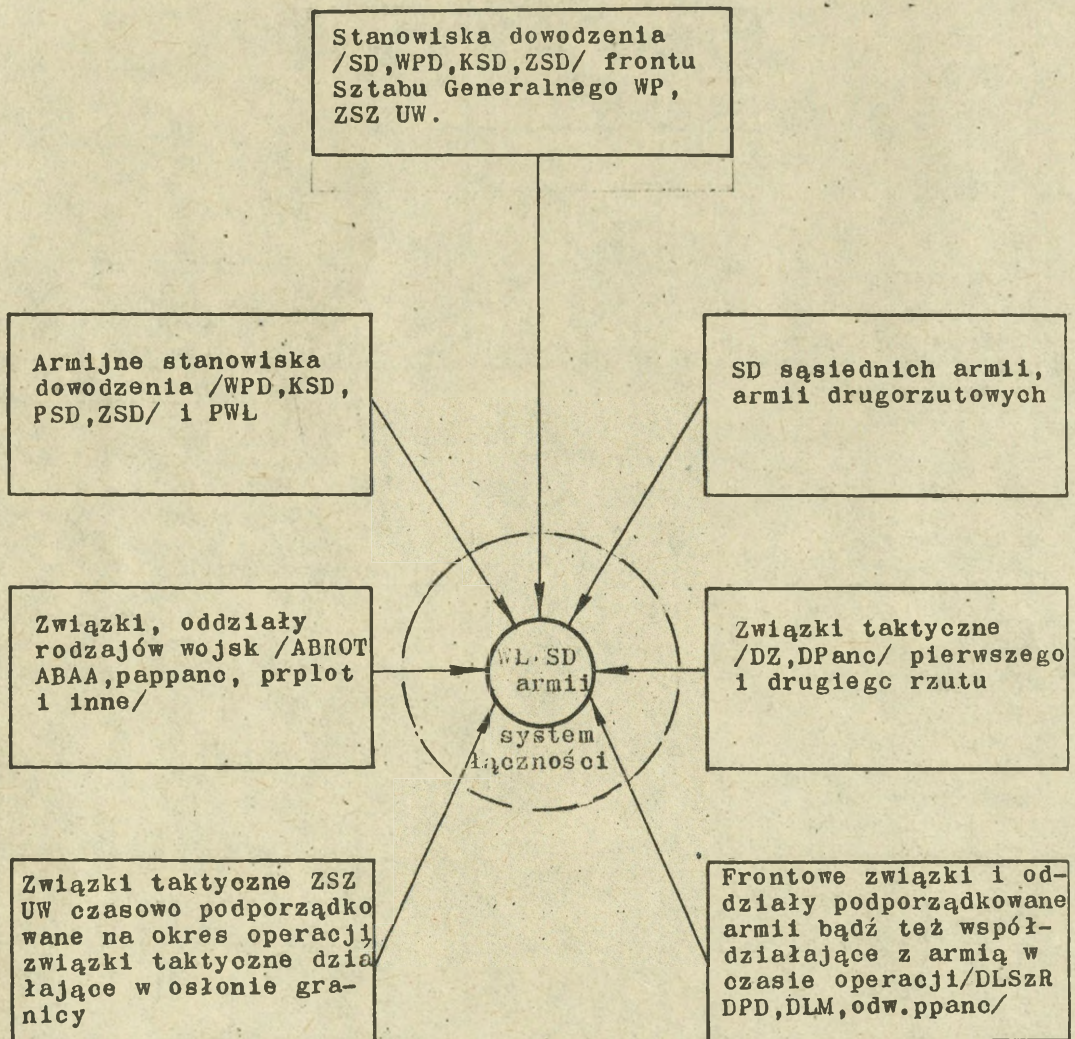 Stanowiska dowodzenia
/SD,WPD,KSD,ZSD/ frontu
Sztabu Generalnego WP,
ZSZ UW.
Armijne stanowiska
dowodzenia /WPD,KSD,
PSD,ZSD/ i PWŁ
SD sąsiednich armii,
armii drugorzutowych
Związki, oddziały
rodzajów wojsk /ABROT
ABAA,pappanc, prplot
i inne/
WŁ.SD
armii
system
łączności
Związki taktyczne
/DZ,DPanc/ pierwszego
i drugiego rzutu
Związki taktyczne ZSZ
UW czasowo podporządko
wane na okres operacji
związki taktyczne dzia
łające w osłonie gra-
nicy
Frontowe związki i od-
działy podporządkowane
armii bądź też współ-
działające z armią w
czasie operacji/DLSzR
DPD,DLM,odw.ppanc/